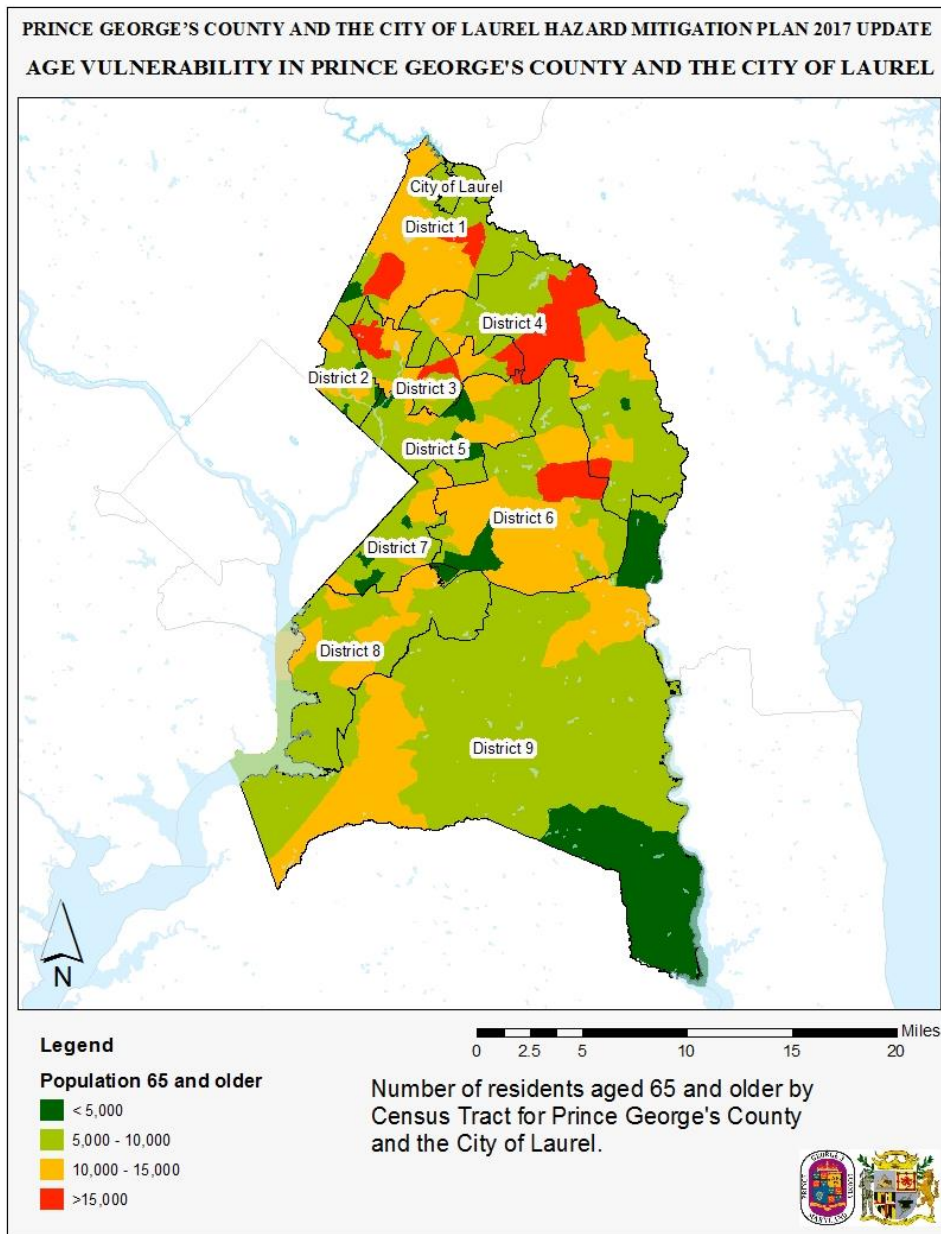 PRINCE GEORGE'S COUNTY AND THE CITY OF LAUREL HAZARD MITIGATION PLAN 2017 UPDATE
AGE VULNERABILITY IN PRINCE GEORGE'S COUNTY AND THE CITY OF LAUREL
City of Laurel
District 1
District 4
District 2
District 3
District 5
District 6
District 7
District 8
District 9
N
Legend
Population 65 and older
< 5,000
5,000 - 10,000
10,000 - 15,000
>15,000
Miles
0 2.5 5 10 15 20
Number of residents aged 65 and older by
Census Tract for Prince George's County
and the City of Laurel.
PRINCE GEORGE'S COUNTY
MARYLAND